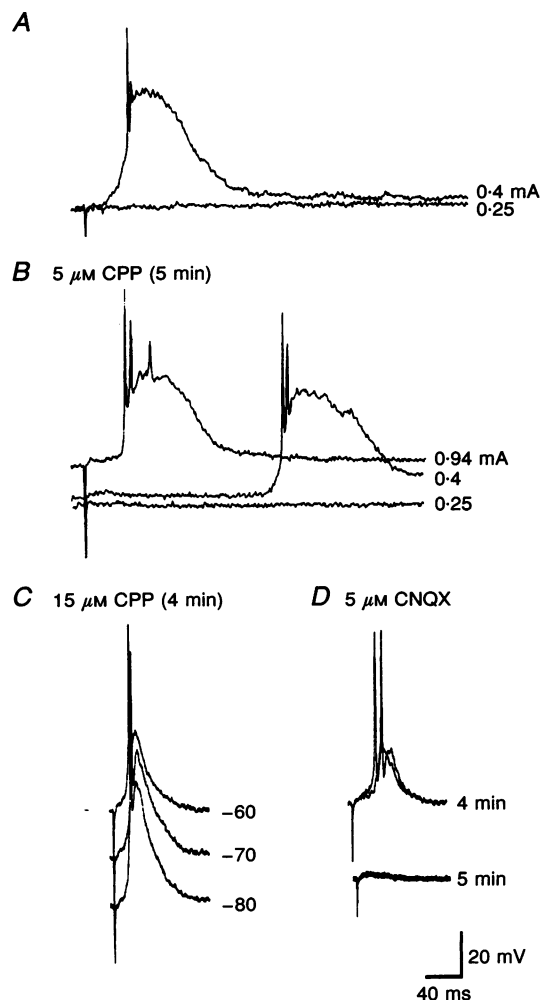 A
0·4 mA
0·25
B 5 μM CPP (5 min)
0·94 mA
0·4
0·25
C 15 μM CPP (4 min)
D 5 μM CNQX
−60
−70
−80
4 min
5 min
20 mV
40 ms